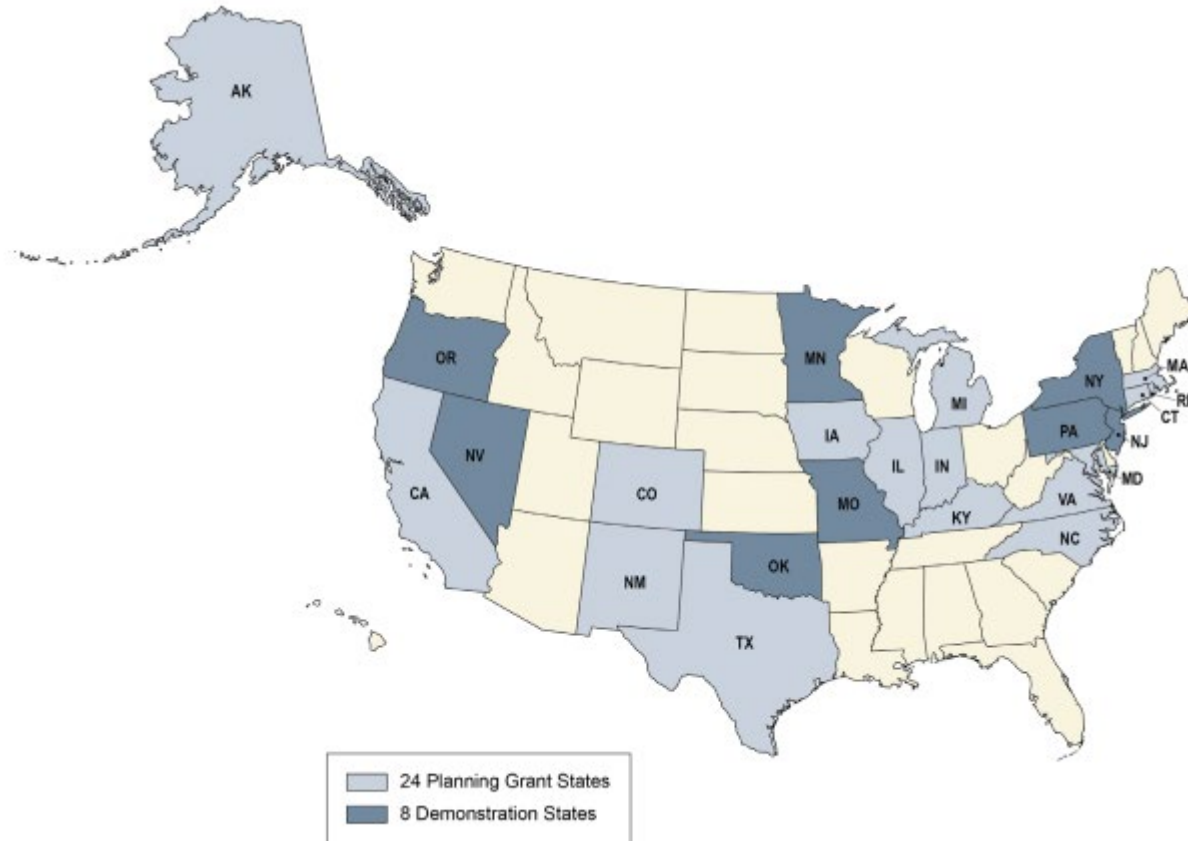 AK
OR
MN
NY
MA
MI
RI
CT
IA
PA
NJ
NV
IL
IN
MD
CA
CO
MO
VA
KY
NC
OK
NM
TX
24 Planning Grant States
8 Demonstration States